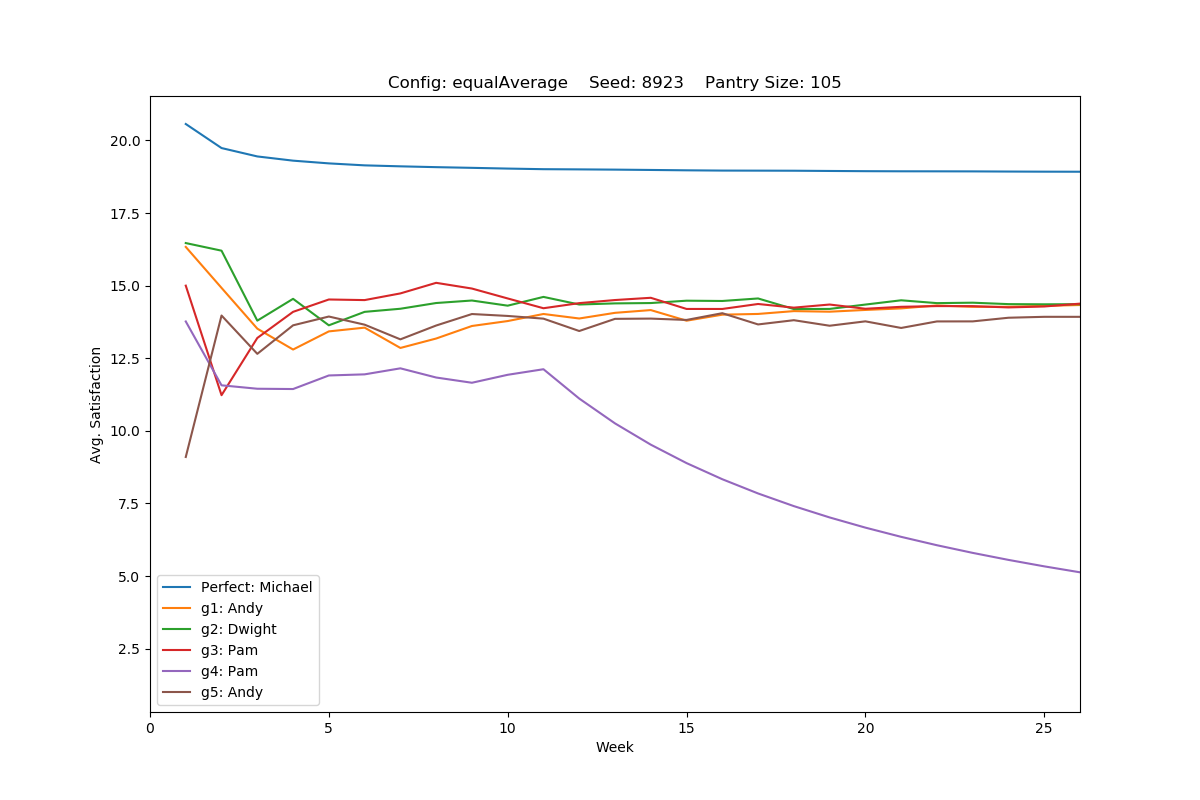 Config: equalAverage    Seed: 8923    Pantry Size: 105
Avg. Satisfaction
20.0
17.5
15.0
12.5
10.0
7.5
5.0
2.5
Perfect: Michael
g1: Andy
g2: Dwight
g3: Pam
g4: Pam
g5: Andy
0 5 10 15 20 25
Week